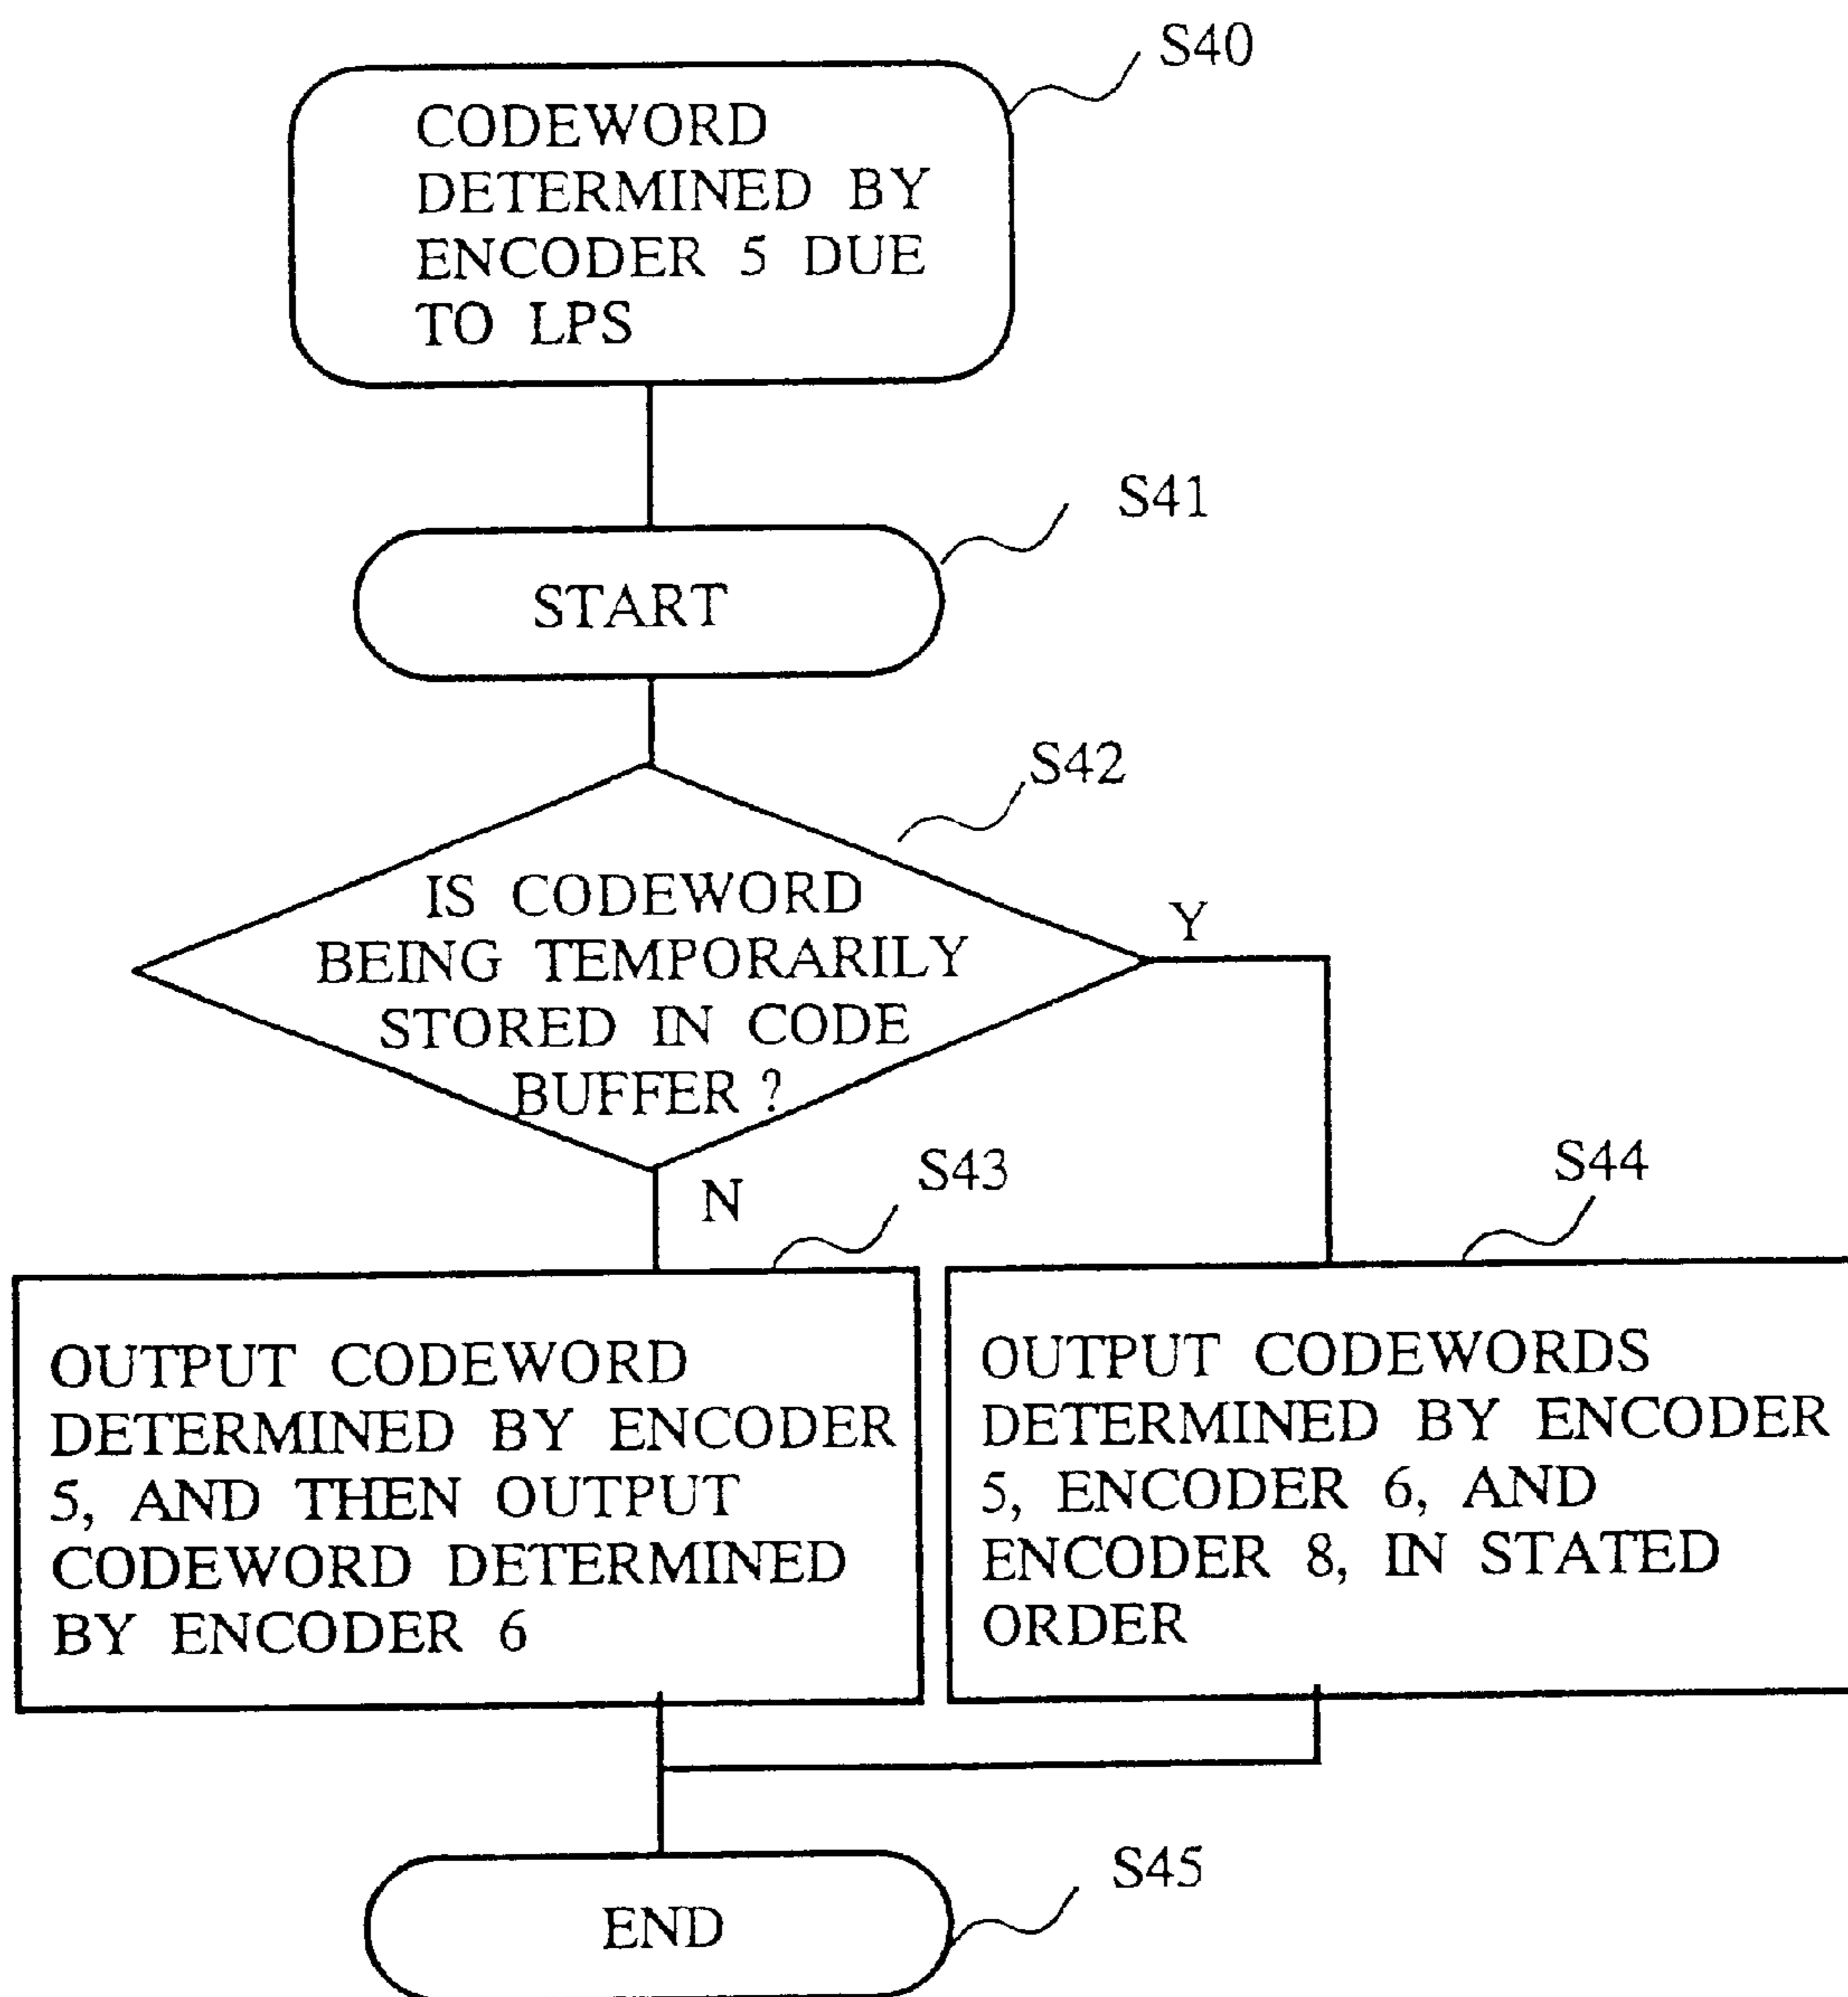 S40
CODEWORD
DETERMINED BY
ENCODER 5 DUE
TO LPS
S41
START
S42
IS CODEWORD
BEING TEMPORARILY
STORED IN CODE
BUFFER ?
Y
N
S43
OUTPUT CODEWORD
DETERMINED BY ENCODER
5, AND THEN OUTPUT
CODEWORD DETERMINED
BY ENCODER 6
S44
OUTPUT CODEWORDS
DETERMINED BY ENCODER
5, ENCODER 6, AND
ENCODER 8, IN STATED
ORDER
S45
END